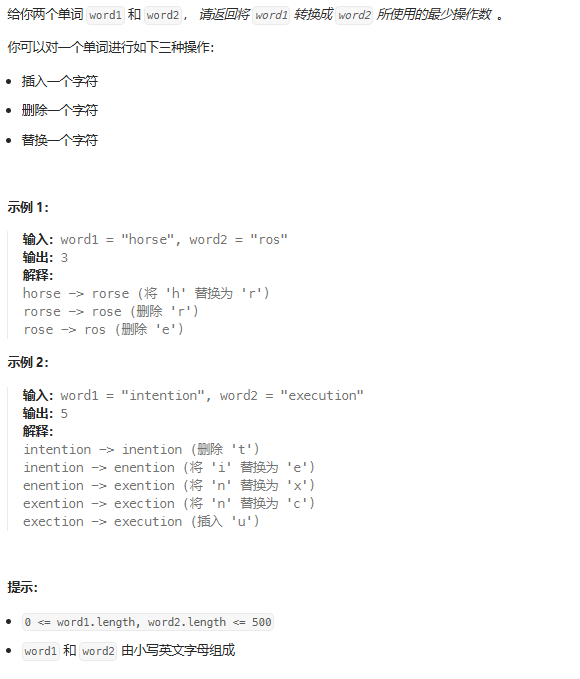 给你两个单词 word1 和 word2, 请返回将 word1 转换成 word2 所使用的最少操作数 。
你可以对一个单词进行如下三种操作：
• 插入一个字符
• 删除一个字符
• 替换一个字符
示例 1：
输入：word1 = "horse", word2 = "ros"
输出：3
解释：
horse -> rorse (将 'h' 替换为 'r')
rorse -> rose (删除 'r')
rose -> ros (删除 'e')
示例 2：
输入：word1 = "intention", word2 = "execution"
输出：5
解释：
intention -> inention (删除 't')
inention -> enention (将 'i' 替换为 'e')
enention -> exention (将 'n' 替换为 'x')
exention -> exection (将 'n' 替换为 'c')
exection -> execution (插入 'u')
提示：
• 0 <= word1.length, word2.length <= 500
• word1 和 word2 由小写英文字母组成